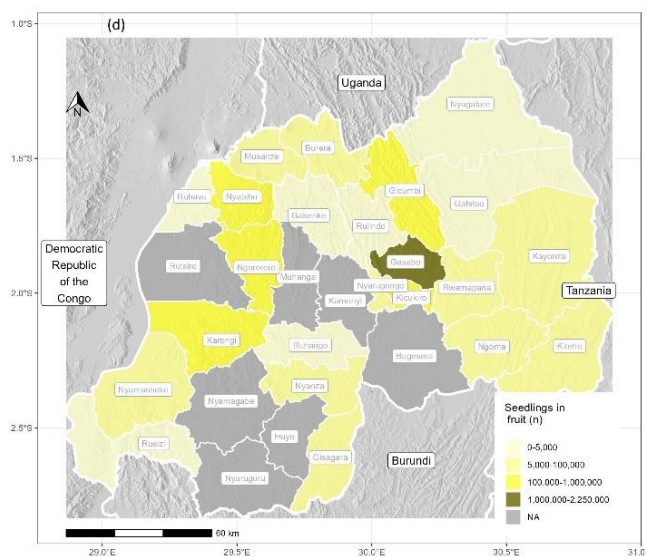 (d)
1.0°S
Uganda
Nyagatare
N
1.5°S
Burera
Musanze
Gicumbi
Rubavu
Nyabihu
Gatsibo
Gakenke
Rulindo
Gasabo
Kayonza
Democratic
Republic
of the
Congo
Rutsiro
Ngororero
Muhanga
Nyarugenge
Rwamagana
Tanzania
2.0°S
Kamonyi
Kicukiro
Karongi
Ruhango
Bugesera
Ngoma
Kirehe
Nyamasheke
Nyamagabe
Nyanza
Seedlings in
fruit (n)
0-5,000
5,000-100,000
100,000-1,000,000
1,000,000-2,250,000
NA
2.5°S
Rusizi
Huye
Gisagara
Burundi
Nyaruguru
60 km
29.0°E
29.5°E
30.0°E
30.5°E
31.0